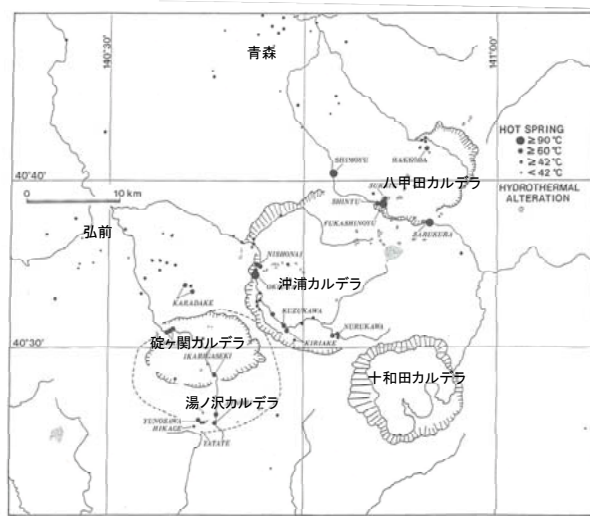 青森
140°30'
141°00'
HOT SPRING
≥90℃
≥60℃
≥42℃
<42℃
HYDROTHERMAL
ALTERATION
SHIMOYU
HAKKODA
40°40'
八甲田カルデラ
0 10 km
SHINYU
FUKASHINOYU
SARUKURA
弘前
NISHONAI
沖浦カルデラ
KARADAKE
KUZUKAWA
NURUKAWA
碇ヶ関カルデラ
KIRIAKE
40°30'
IKARIGASEKI
十和田カルデラ
湯ノ沢カルデラ
YUNOSAWA
HIKAGE
YATATE